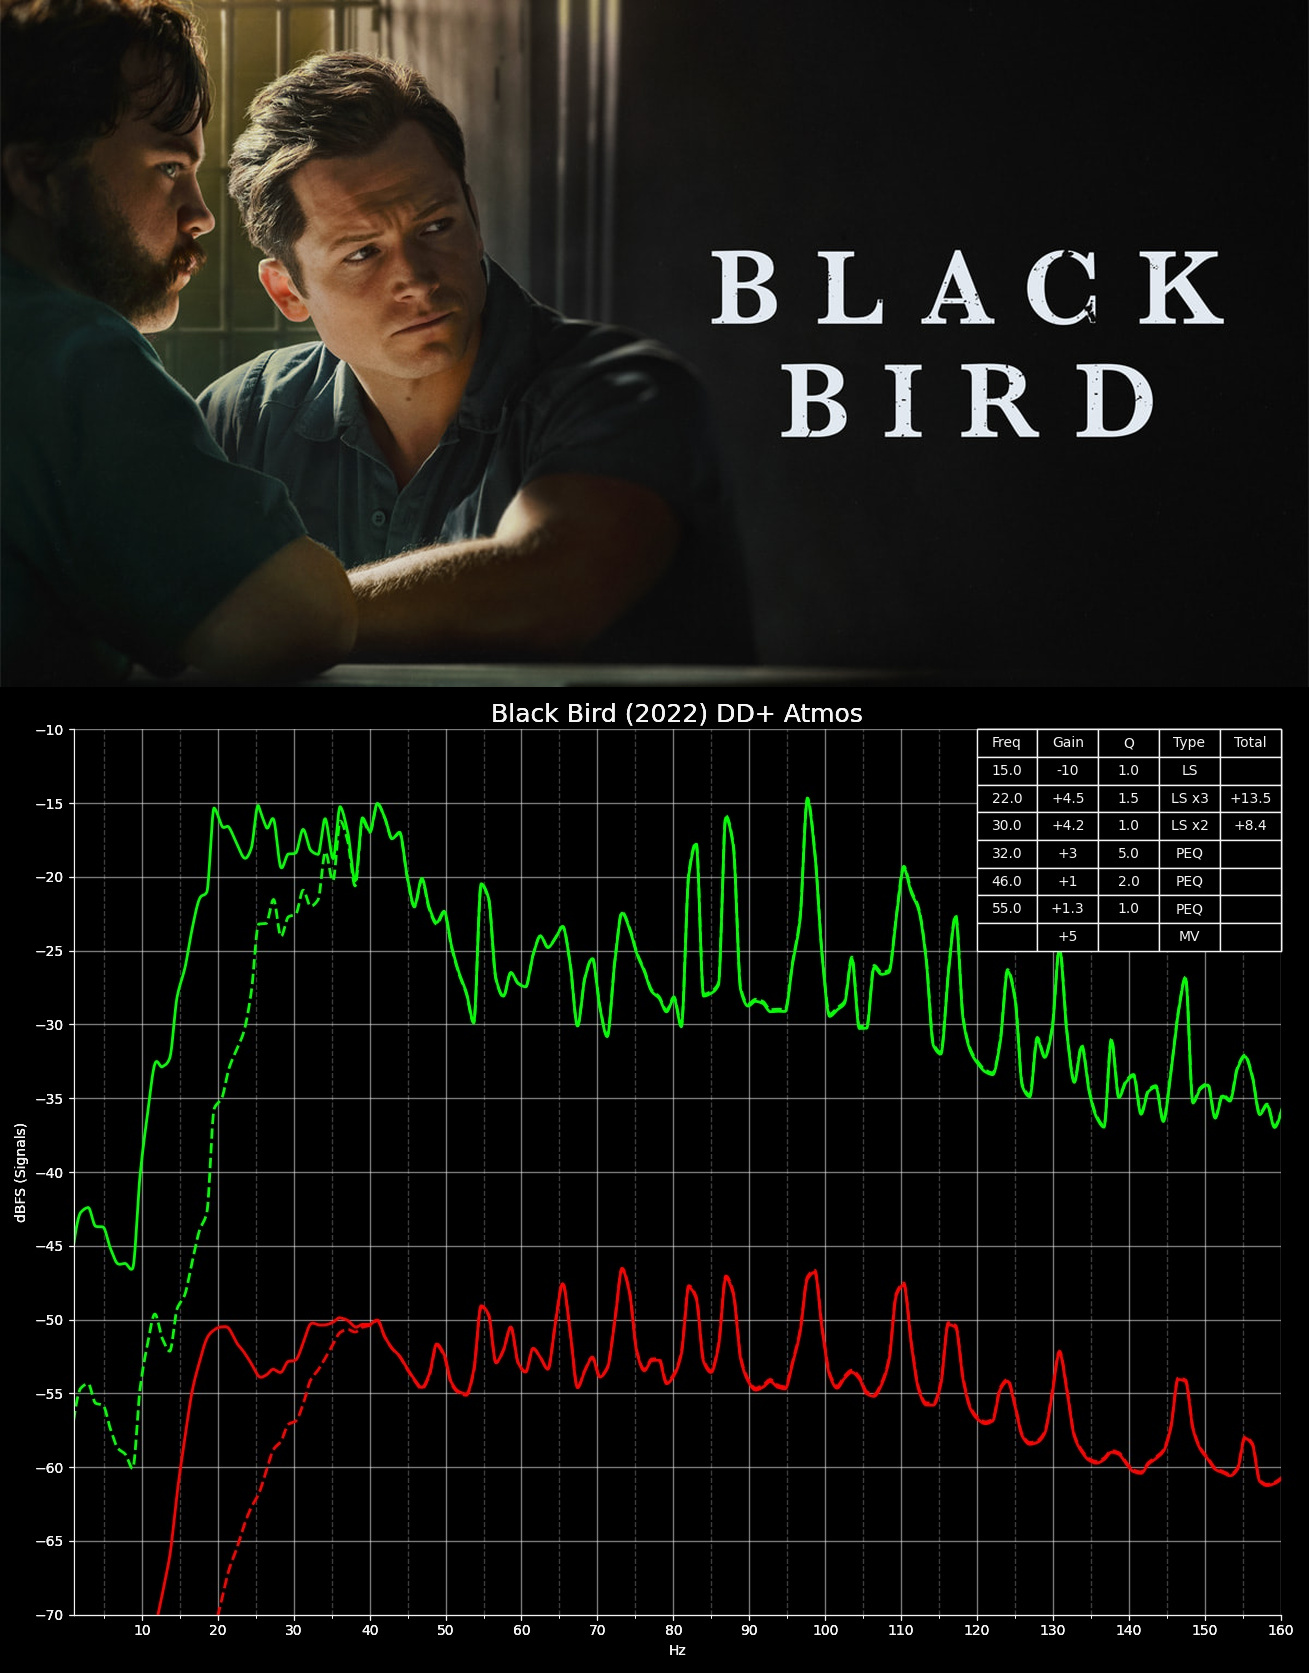 BLACK
BIRD
Black Bird (2022) DD+ Atmos
Freq Gain Q Type Total
15.0 -10 1.0 LS
22.0 +4.5 1.5 LS x3 +13.5
30.0 +4.2 1.0 LS x2 +8.4
32.0 +3 5.0 PEQ
46.0 +1 2.0 PEQ
55.0 +1.3 1.0 PEQ
+5 MV
−10
−15
−20
−25
−30
−35
−40
−45
−50
−55
−60
−65
−70
dBFS (Signals)
10 20 30 40 50 60 70 80 90 100 110 120 130 140 150 160
Hz